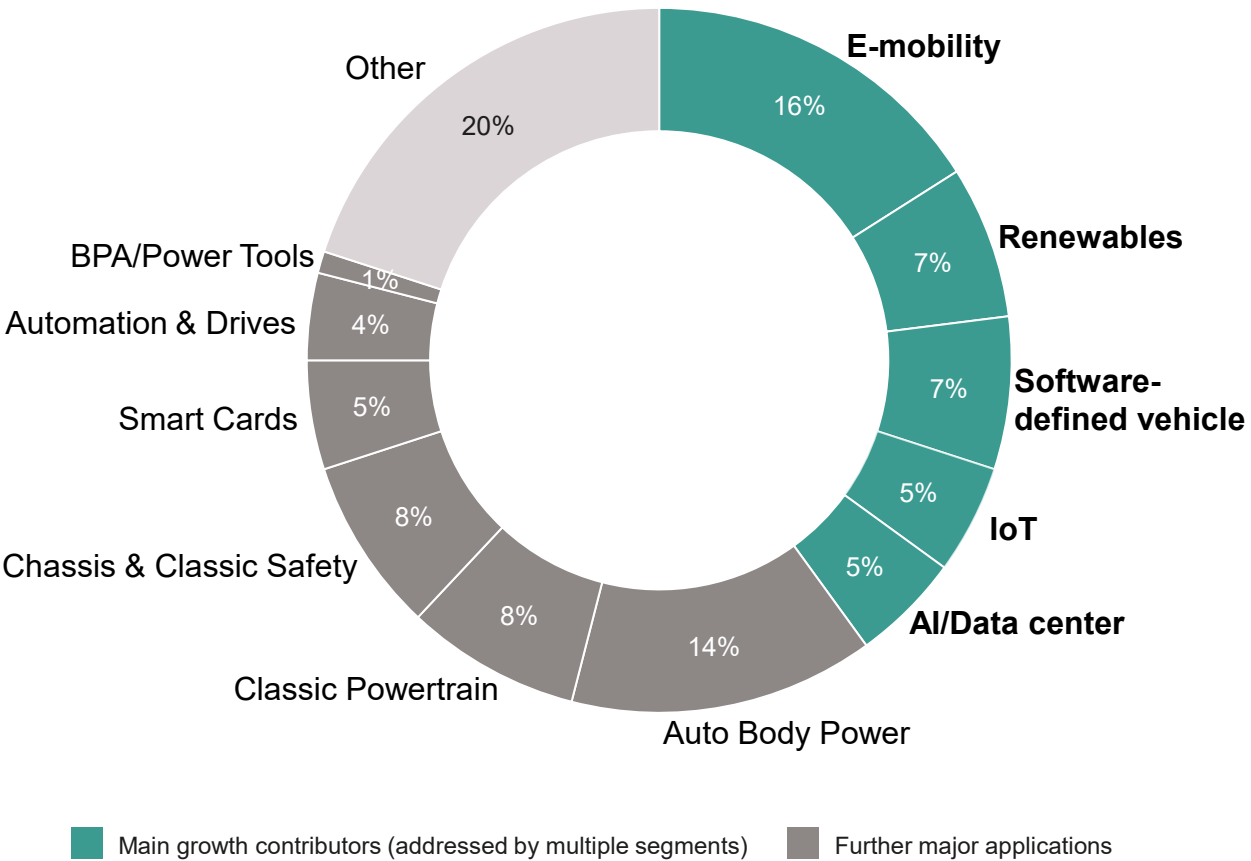 E-mobility
16%
Renewables
7%
Software-
defined vehicle
7%
IoT
5%
AI/Data center
5%
Auto Body Power
14%
Classic Powertrain
8%
Chassis & Classic Safety
8%
Smart Cards
5%
Automation & Drives
4%
BPA/Power Tools
1%
Other
20%
Main growth contributors (addressed by multiple segments)
Further major applications